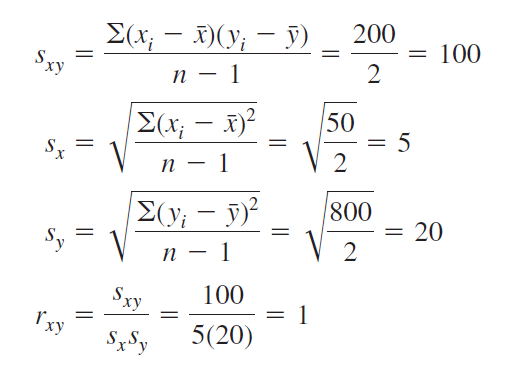 s_xy = Σ(x_i − x̄)(y_i − ȳ) / n − 1 = 200 / 2 = 100
s_x = √(Σ(x_i − x̄)² / n − 1) = √(50 / 2) = 5
s_y = √(Σ(y_i − ȳ)² / n − 1) = √(800 / 2) = 20
r_xy = s_xy / s_x s_y = 100 / 5(20) = 1